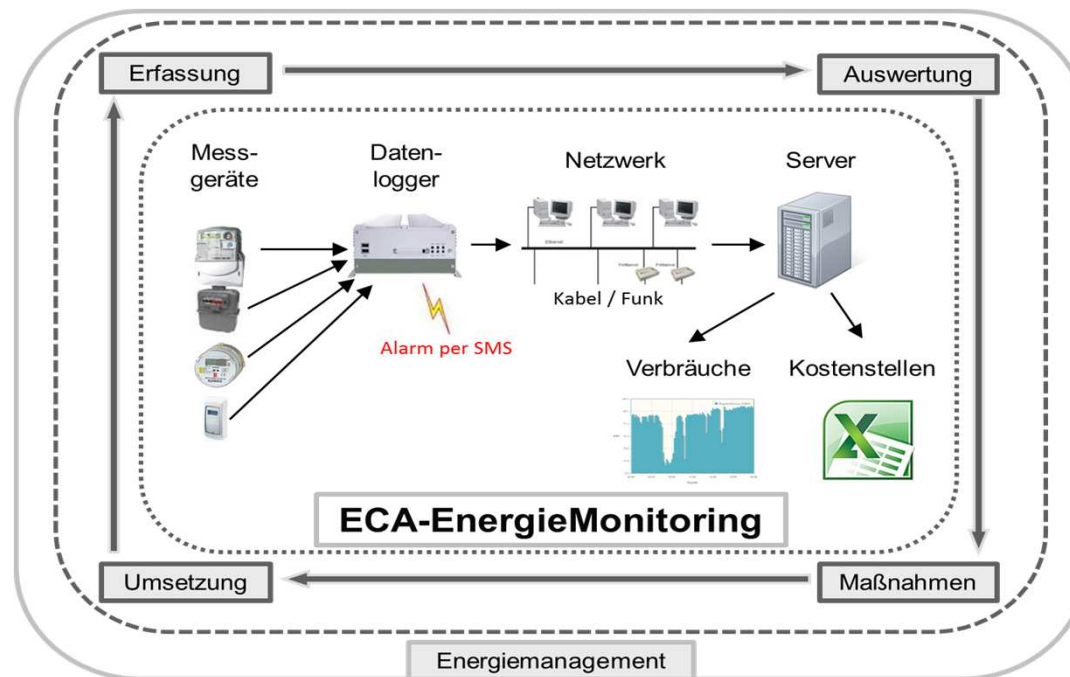 Erfassung
Auswertung
Mess-
geräte
Daten-
logger
Netzwerk
Server
Ethernet
Kabel / Funk
Alarm per SMS
Verbräuche
Kostenstellen
ECA-EnergieMonitoring
Umsetzung
Maßnahmen
Energiemanagement